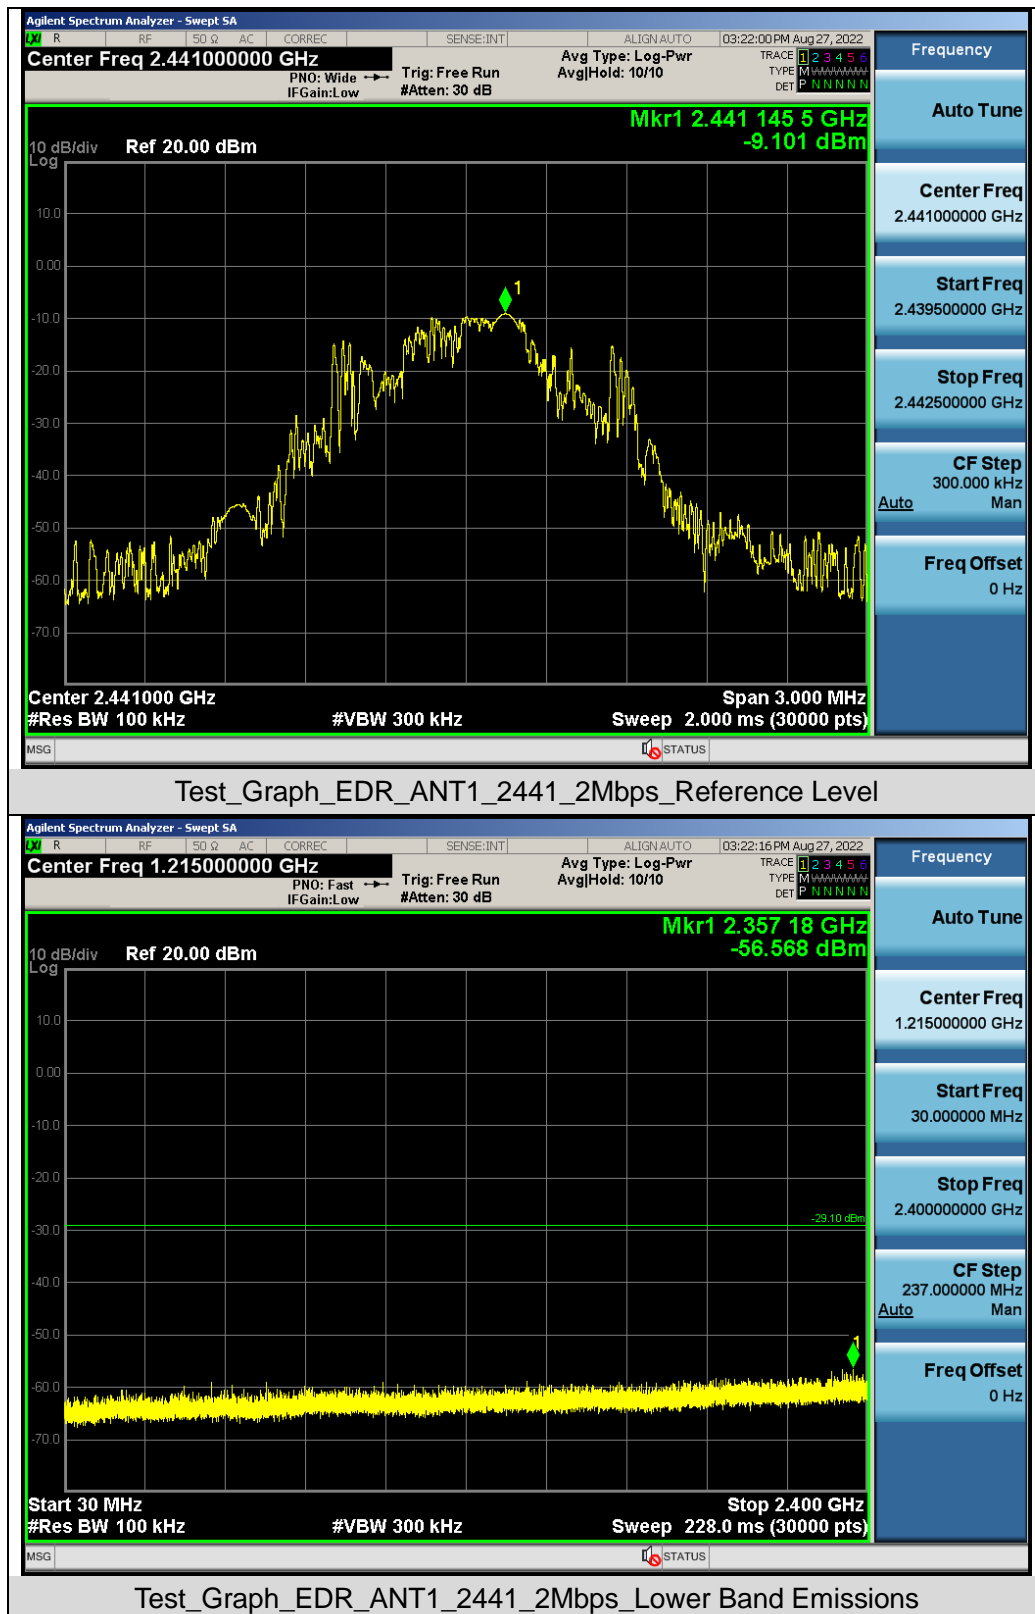 Agilent Spectrum Analyzer - Swept SA
LXI R RF 50 Ω AC CORREC SENSE:INT ALIGN AUTO 03:22:00 PM Aug 27, 2022
Center Freq 2.441000000 GHz
PNO: Wide
IFGain:Low
Trig: Free Run
#Atten: 30 dB
Avg Type: Log-Pwr
Avg|Hold: 10/10
TRACE 1 2 3 4 5 6
TYPE M W W W W W
DET P N N N N N
Mkr1 2.441 145 5 GHz
-9.101 dBm
10 dB/div Ref 20.00 dBm
Log
10.0
0.00
-10.0
-20.0
-30.0
-40.0
-50.0
-60.0
-70.0
1
Center 2.441000 GHz Span 3.000 MHz
#Res BW 100 kHz #VBW 300 kHz Sweep 2.000 ms (30000 pts)
MSG STATUS
Frequency
Auto Tune
Center Freq
2.441000000 GHz
Start Freq
2.439500000 GHz
Stop Freq
2.442500000 GHz
CF Step
300.000 kHz
Auto Man
Freq Offset
0 Hz
Test_Graph_EDR_ANT1_2441_2Mbps_Reference Level
Agilent Spectrum Analyzer - Swept SA
LXI R RF 50 Ω AC CORREC SENSE:INT ALIGN AUTO 03:22:16 PM Aug 27, 2022
Center Freq 1.215000000 GHz
PNO: Fast
IFGain:Low
Trig: Free Run
#Atten: 30 dB
Avg Type: Log-Pwr
Avg|Hold: 10/10
TRACE 1 2 3 4 5 6
TYPE M W W W W W
DET P N N N N N
Mkr1 2.357 18 GHz
-56.568 dBm
10 dB/div Ref 20.00 dBm
Log
10.0
0.00
-10.0
-20.0
-29.10 dBm
-30.0
-40.0
-50.0
1
-60.0
-70.0
Start 30 MHz Stop 2.400 GHz
#Res BW 100 kHz #VBW 300 kHz Sweep 228.0 ms (30000 pts)
MSG STATUS
Frequency
Auto Tune
Center Freq
1.215000000 GHz
Start Freq
30.000000 MHz
Stop Freq
2.400000000 GHz
CF Step
237.000000 MHz
Auto Man
Freq Offset
0 Hz
Test_Graph_EDR_ANT1_2441_2Mbps_Lower Band Emissions